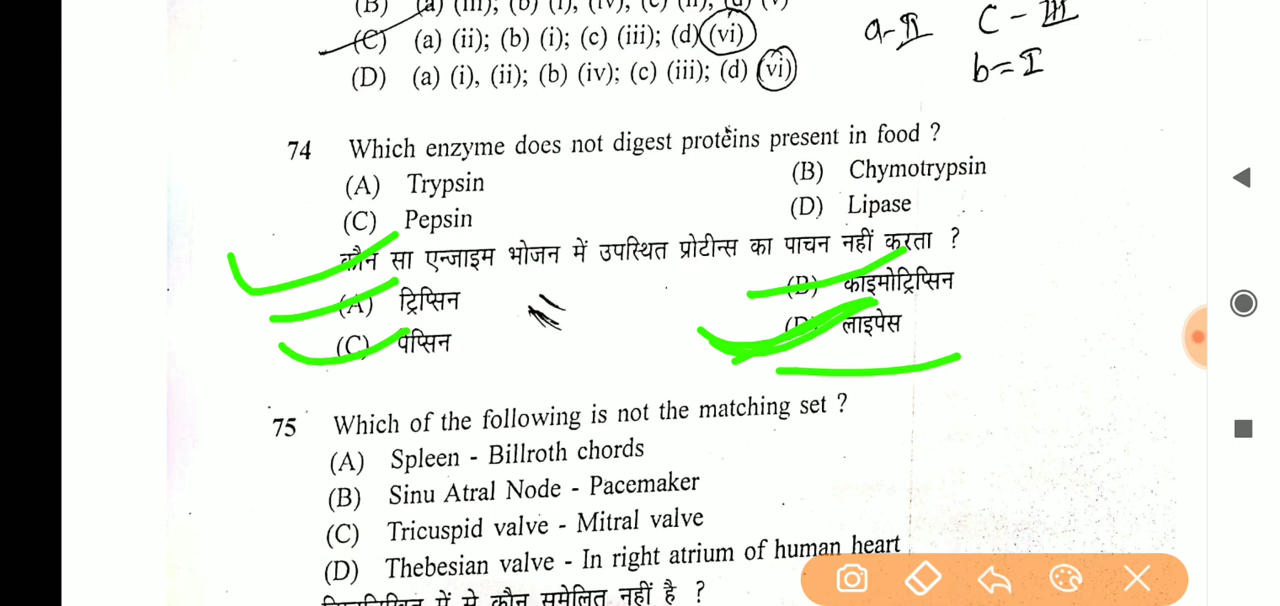 (B) (a) (iii); (b) (i), (iv); (c) (ii); (d) (v)
(C) (a) (ii); (b) (i); (c) (iii); (d) (vi)
(D) (a) (i), (ii); (b) (iv); (c) (iii); (d) (vi)
a-II C - III
b=I
74 Which enzyme does not digest proteins present in food ?
(A) Trypsin (B) Chymotrypsin
(C) Pepsin (D) Lipase
कौन सा एन्जाइम भोजन में उपस्थित प्रोटीन्स का पाचन नहीं करता ?
(A) ट्रिप्सिन (B) काइमोट्रिप्सिन
(C) पेप्सिन (D) लाइपेस
75 Which of the following is not the matching set ?
(A) Spleen - Billroth chords
(B) Sinu Atral Node - Pacemaker
(C) Tricuspid valve - Mitral valve
(D) Thebesian valve - In right atrium of human heart
में से कौन सुमेलित नहीं है ?